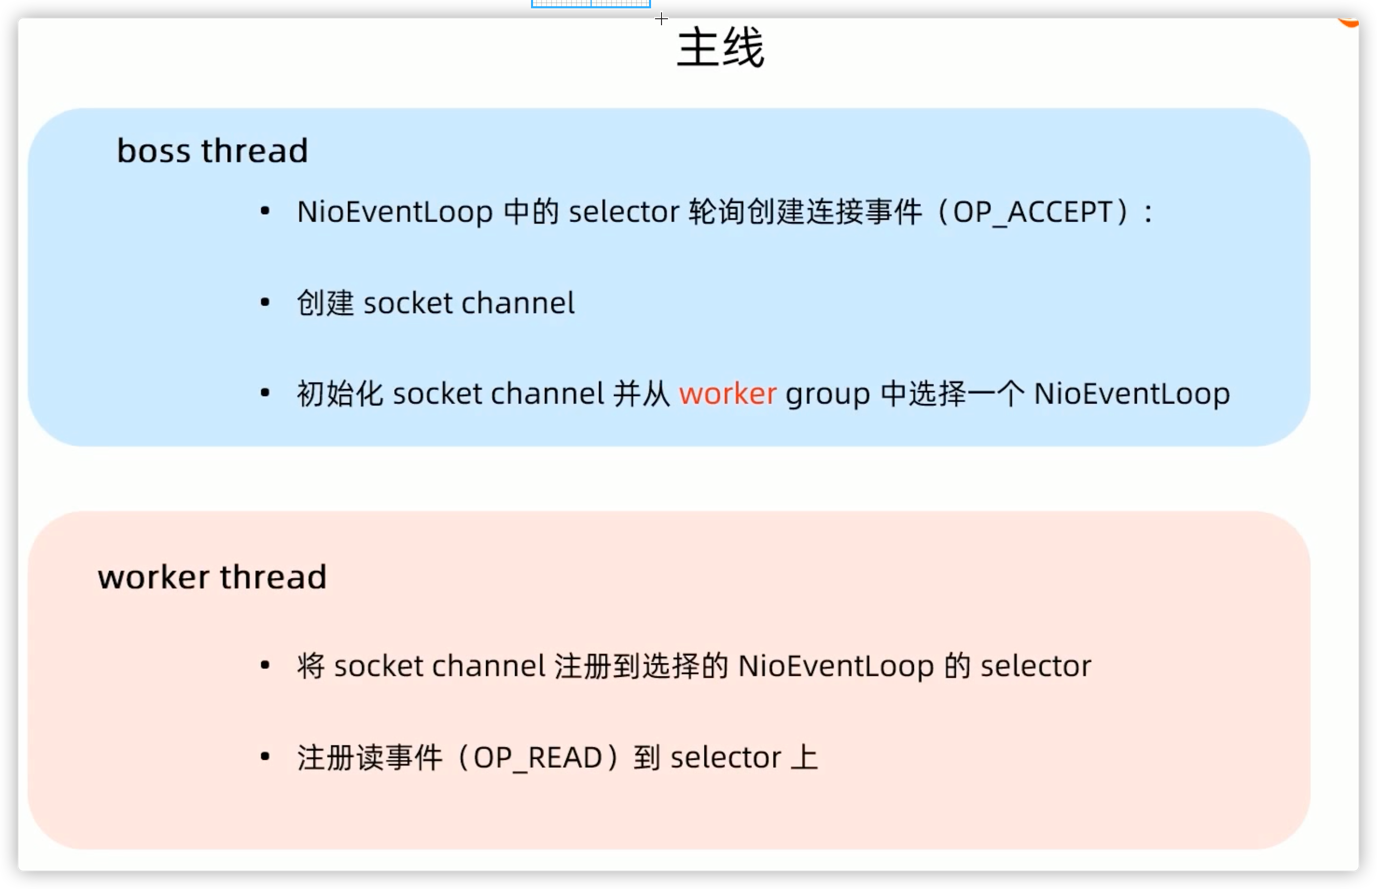 主线
boss thread
• NioEventLoop 中的 selector 轮询创建连接事件（OP_ACCEPT）：
• 创建 socket channel
• 初始化 socket channel 并从 worker group 中选择一个 NioEventLoop
worker thread
• 将 socket channel 注册到选择的 NioEventLoop 的 selector
• 注册读事件（OP_READ）到 selector 上